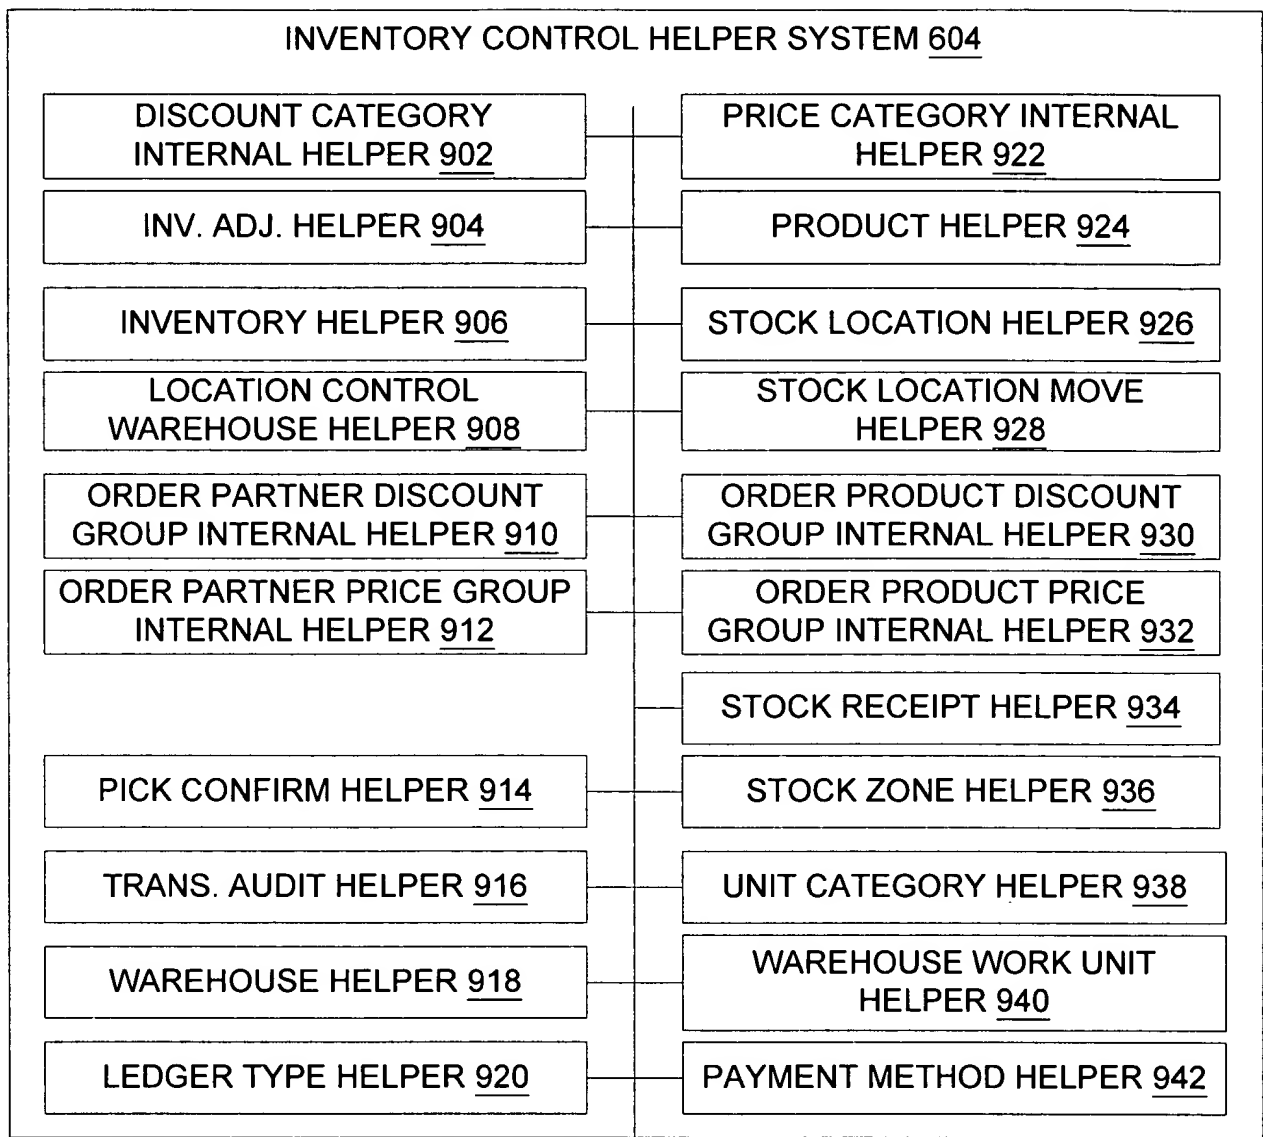 INVENTORY CONTROL HELPER SYSTEM 604
DISCOUNT CATEGORY
INTERNAL HELPER 902
PRICE CATEGORY INTERNAL
HELPER 922
INV. ADJ. HELPER 904
PRODUCT HELPER 924
INVENTORY HELPER 906
STOCK LOCATION HELPER 926
LOCATION CONTROL
WAREHOUSE HELPER 908
STOCK LOCATION MOVE
HELPER 928
ORDER PARTNER DISCOUNT
GROUP INTERNAL HELPER 910
ORDER PRODUCT DISCOUNT
GROUP INTERNAL HELPER 930
ORDER PARTNER PRICE GROUP
INTERNAL HELPER 912
ORDER PRODUCT PRICE
GROUP INTERNAL HELPER 932
STOCK RECEIPT HELPER 934
PICK CONFIRM HELPER 914
STOCK ZONE HELPER 936
TRANS. AUDIT HELPER 916
UNIT CATEGORY HELPER 938
WAREHOUSE HELPER 918
WAREHOUSE WORK UNIT
HELPER 940
LEDGER TYPE HELPER 920
PAYMENT METHOD HELPER 942